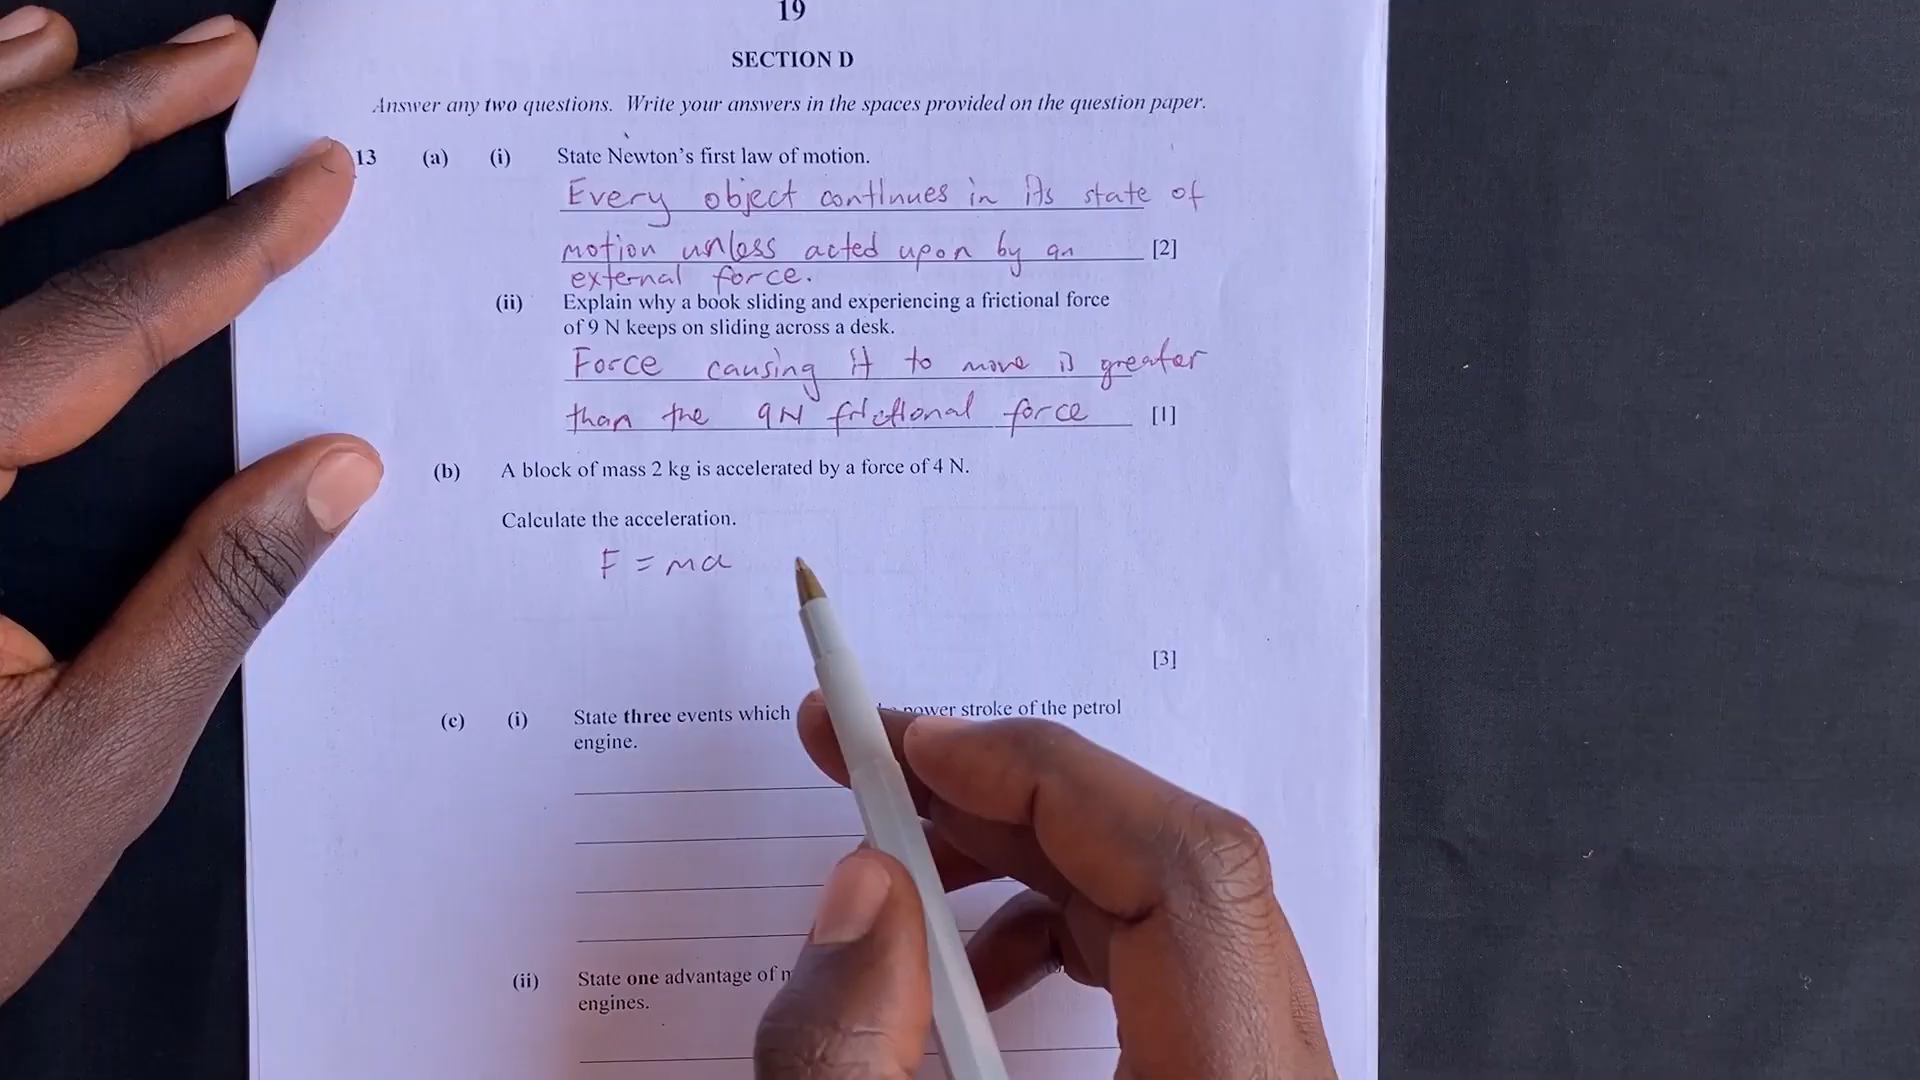 19
SECTION D
Answer any two questions. Write your answers in the spaces provided on the question paper.
13 (a) (i) State Newton's first law of motion.
Every object continues in its state of
motion unless acted upon by an [2]
external force.
(ii) Explain why a book sliding and experiencing a frictional force
of 9 N keeps on sliding across a desk.
Force causing it to move is greater
than the 9N frictional force [1]
(b) A block of mass 2 kg is accelerated by a force of 4 N.
Calculate the acceleration.
F = ma
[3]
(c) (i) State three events which power stroke of the petrol
engine.
(ii) State one advantage of
engines.